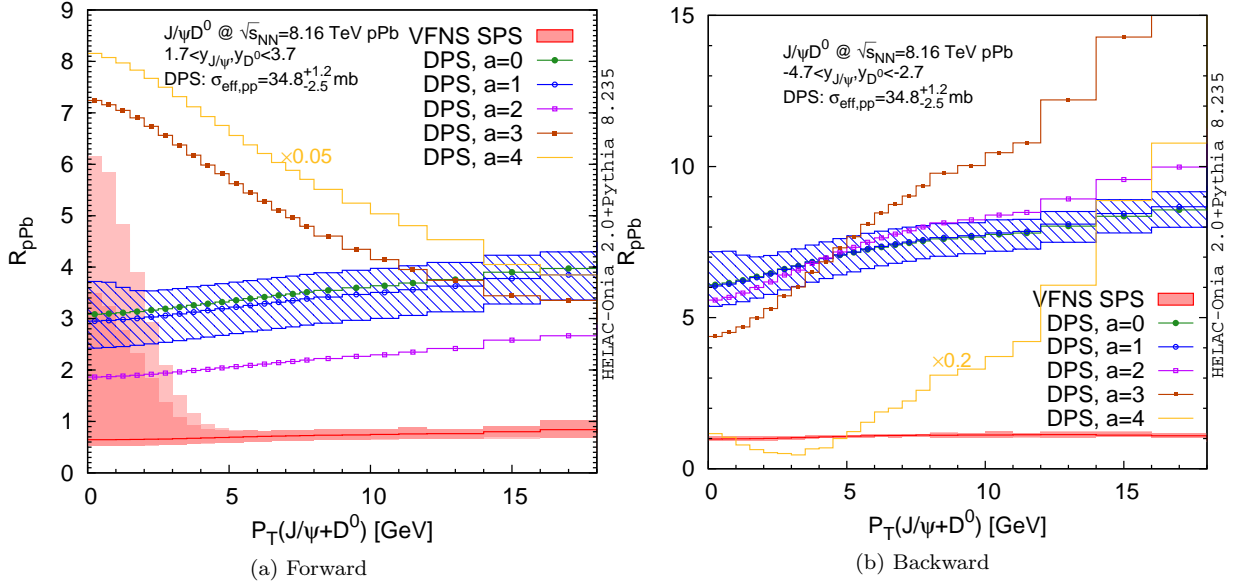 J/ψD⁰ @ √s_NN=8.16 TeV pPb
1.7<y_J/ψ,y_D⁰<3.7
DPS: σ_eff,pp=34.8^+1.2_-2.5 mb
VFNS SPS
DPS, a=0
DPS, a=1
DPS, a=2
DPS, a=3
DPS, a=4
×0.05
R_pPb
9
8
7
6
5
4
3
2
1
0
0 5 10 15
P_T(J/ψ+D⁰) [GeV]
HELAC-Onia 2.0+Pythia 8.235
(a) Forward
J/ψD⁰ @ √s_NN=8.16 TeV pPb
-4.7<y_J/ψ,y_D⁰<-2.7
DPS: σ_eff,pp=34.8^+1.2_-2.5 mb
VFNS SPS
DPS, a=0
DPS, a=1
DPS, a=2
DPS, a=3
DPS, a=4
×0.2
R_pPb
15
10
5
0
0 5 10 15
P_T(J/ψ+D⁰) [GeV]
HELAC-Onia 2.0+Pythia 8.235
(b) Backward